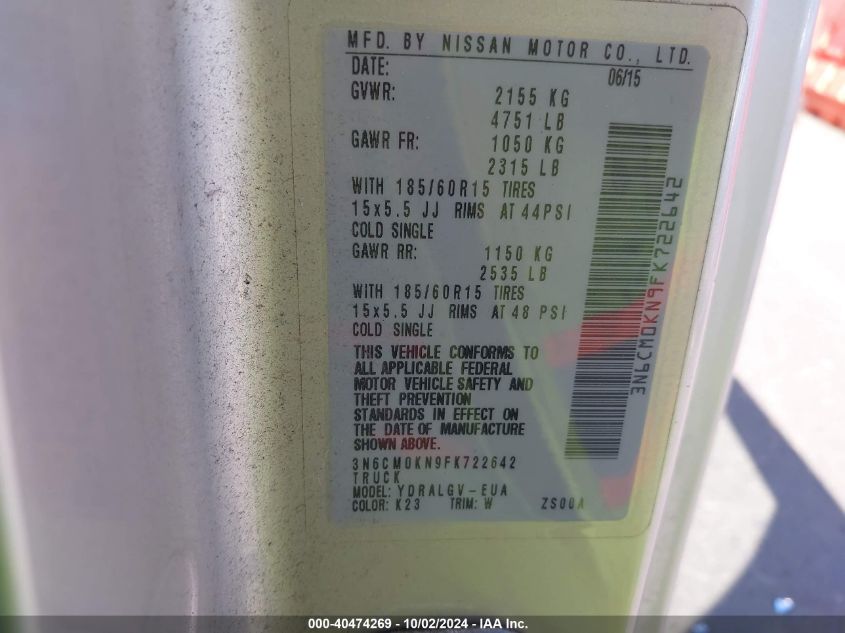 MFD. BY NISSAN MOTOR CO., LTD.
DATE: 06/15
GVWR: 2155 KG
4751 LB
GAWR FR: 1050 KG
2315 LB
WITH 185/60R15 TIRES
15x5.5 JJ RIMS AT 44PSI
COLD SINGLE
GAWR RR: 1150 KG
2535 LB
WITH 185/60R15 TIRES
15x5.5 JJ RIMS AT 48 PSI
COLD SINGLE
THIS VEHICLE CONFORMS TO
ALL APPLICABLE FEDERAL
MOTOR VEHICLE SAFETY AND
THEFT PREVENTION
STANDARDS IN EFFECT ON
THE DATE OF MANUFACTURE
SHOWN ABOVE.
3N6CM0KN9FK722642
TRUCK
MODEL: YDRALGV-EUA
COLOR: K23 TRIM: W ZS00A
3N6CM0KN9FK722642
000-40474269 - 10/02/2024 - IAA Inc.